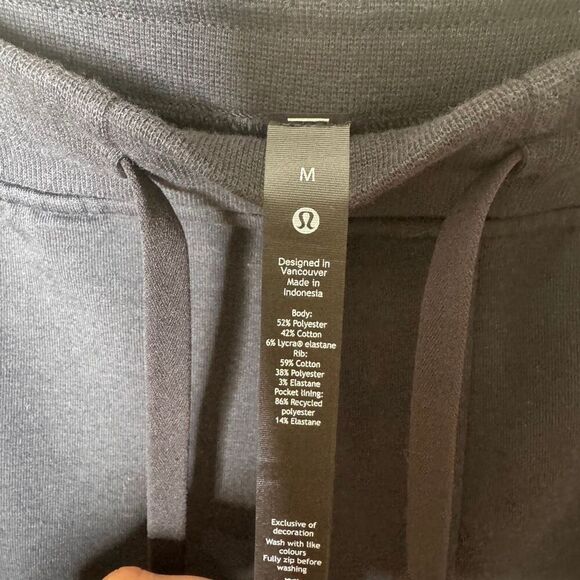 M
Designed in
Vancouver
Made in
Indonesia
Body:
52% Polyester
42% Cotton
6% Lycra® elastane
Rib:
59% Cotton
38% Polyester
3% Elastane
Pocket lining:
86% Recycled
polyester
14% Elastane
Exclusive of
decoration
Wash with like
colours
Fully zip before
washing